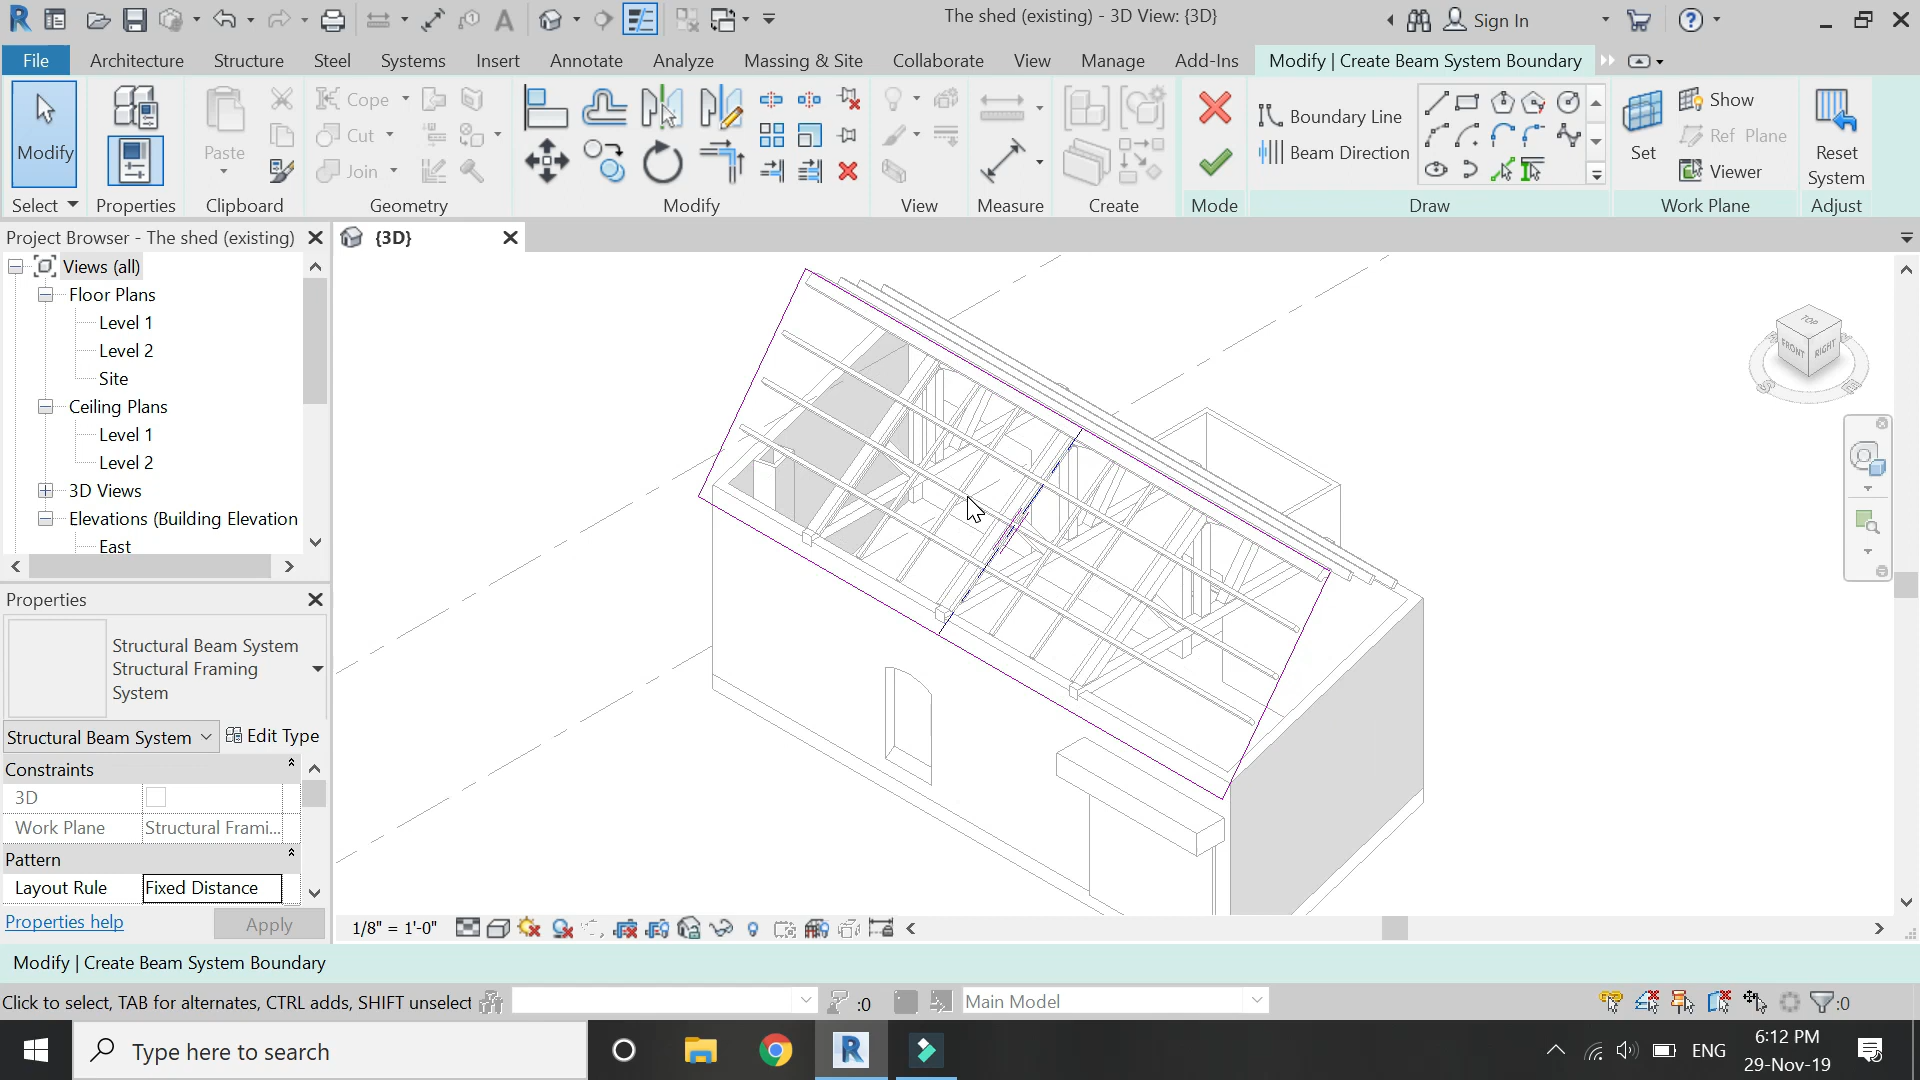 The shed (existing) - 3D View: {3D}
Sign In
File
Architecture
Structure
Steel
Systems
Insert
Annotate
Analyze
Massing & Site
Collaborate
View
Manage
Add-Ins
Modify | Create Beam System Boundary
Modify
Paste
Cope
Cut
Join
Boundary Line
Beam Direction
Set
Show
Ref Plane
Viewer
Reset
System
Select
Properties
Clipboard
Geometry
Modify
View
Measure
Create
Mode
Draw
Work Plane
Adjust
Project Browser - The shed (existing)
{3D}
Views (all)
Floor Plans
Level 1
Level 2
Site
Ceiling Plans
Level 1
Level 2
3D Views
Elevations (Building Elevation
East
Properties
Structural Beam System
Structural Framing
System
Structural Beam System
Edit Type
Constraints
3D
Work Plane
Structural Frami...
Pattern
Layout Rule
Fixed Distance
Properties help
Apply
TOP
FRONT
RIGHT
S
E
1/8" = 1'-0"
Modify | Create Beam System Boundary
Click to select, TAB for alternates, CTRL adds, SHIFT unselect
:0
Main Model
:0
Type here to search
ENG
6:12 PM
29-Nov-19